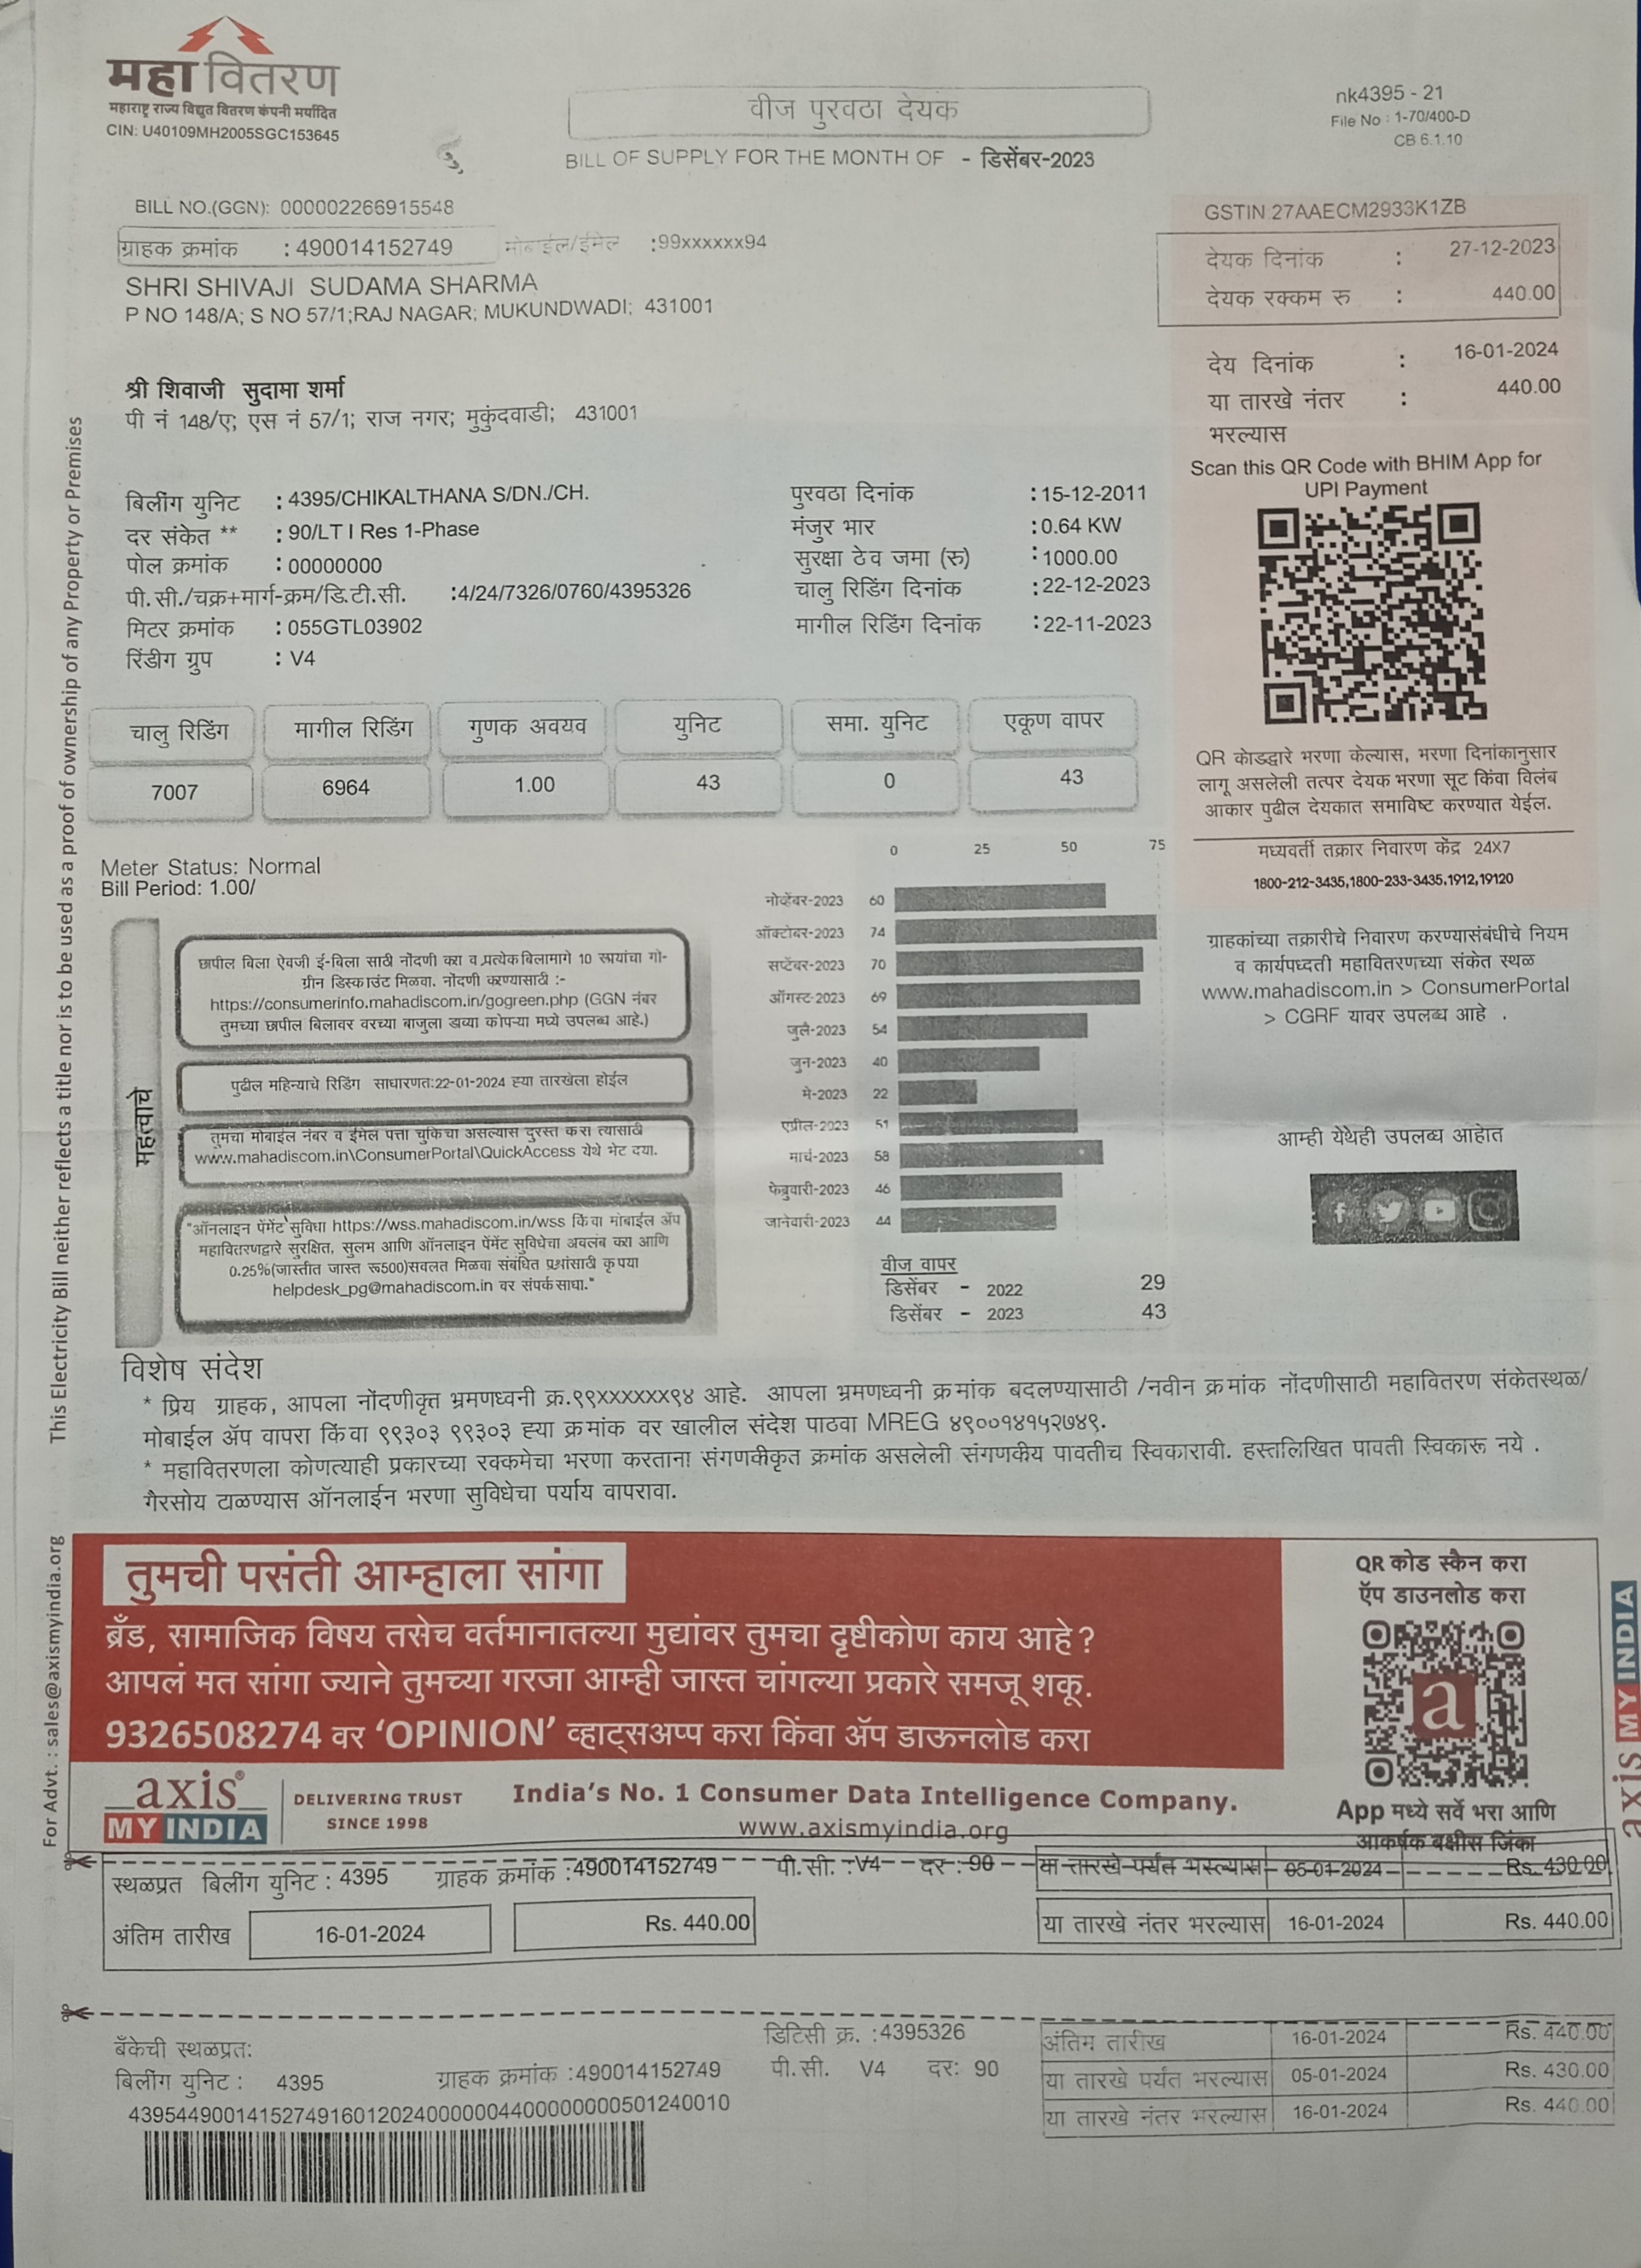 महावितरण
महाराष्ट्र राज्य विद्युत वितरण कंपनी मर्यादित
CIN: U40109MH2005SGC153645
वीज पुरवठा देयक
BILL OF SUPPLY FOR THE MONTH OF - डिसेंबर-2023
nk4395 - 21
File No : 1-70/400-D
CB 6.1.10
BILL NO.(GGN): 000002266915548
ग्राहक क्रमांक : 490014152749 मोबाईल/ईमेल :99xxxxxx94
SHRI SHIVAJI SUDAMA SHARMA
P NO 148/A; S NO 57/1;RAJ NAGAR; MUKUNDWADI; 431001
श्री शिवाजी सुदामा शर्मा
पी नं 148/ए; एस नं 57/1; राज नगर; मुकुंदवाडी; 431001
GSTIN 27AAECM2933K1ZB
देयक दिनांक : 27-12-2023
देयक रक्कम रु : 440.00
देय दिनांक : 16-01-2024
या तारखे नंतर : 440.00
भरल्यास
Scan this QR Code with BHIM App for
UPI Payment
बिलींग युनिट : 4395/CHIKALTHANA S/DN./CH.
दर संकेत ** : 90/LT I Res 1-Phase
पोल क्रमांक : 00000000
पी.सी./चक्र+मार्ग-क्रम/डि.टी.सी. :4/24/7326/0760/4395326
मिटर क्रमांक : 055GTL03902
रिंडीग ग्रुप : V4
पुरवठा दिनांक :15-12-2011
मंजुर भार :0.64 KW
सुरक्षा ठेव जमा (रु) :1000.00
चालु रिडिंग दिनांक :22-12-2023
मागील रिडिंग दिनांक :22-11-2023
चालु रिडिंग मागील रिडिंग गुणक अवयव युनिट समा. युनिट एकूण वापर
7007 6964 1.00 43 0 43
QR कोडद्वारे भरणा केल्यास, भरणा दिनांकानुसार
लागू असलेली तत्पर देयक भरणा सूट किंवा विलंब
आकार पुढील देयकात समाविष्ट करण्यात येईल.
मध्यवर्ती तक्रार निवारण केंद्र 24X7
1800-212-3435,1800-233-3435,1912,19120
ग्राहकांच्या तक्रारीचे निवारण करण्यासंबंधीचे नियम
व कार्यपध्दती महावितरणच्या संकेत स्थळ
www.mahadiscom.in > ConsumerPortal
> CGRF यावर उपलब्ध आहे .
आम्ही येथेही उपलब्ध आहोत
Meter Status: Normal
Bill Period: 1.00/
महत्वाचे
छापील बिला ऐवजी ई-बिला साठी नोंदणी करा व प्रत्येक बिलामागे 10 रूपयांचा गो-
ग्रीन डिस्काउंट मिळवा. नोंदणी करण्यासाठी :-
https://consumerinfo.mahadiscom.in/gogreen.php (GGN नंबर
तुमच्या छापील बिलावर वरच्या बाजुला डाव्या कोपऱ्या मध्ये उपलब्ध आहे.)
पुढील महिन्याचे रिडिंग साधारणत:22-01-2024 ह्या तारखेला होईल
तुमचा मोबाईल नंबर व ईमेल पत्ता चुकिचा असल्यास दुरस्त करा त्यासाठी
www.mahadiscom.in\ConsumerPortal\QuickAccess येथे भेट दया.
"ऑनलाइन पेमेंट सुविधा https://wss.mahadiscom.in/wss किंवा मोबाईल ॲप
महावितरणद्वारे सुरक्षित, सुलभ आणि ऑनलाइन पेमेंट सुविधेचा अवलंब करा आणि
0.25%(जास्तीत जास्त रू500)सवलत मिळवा संबंधित प्रश्नांसाठी कृपया
helpdesk_pg@mahadiscom.in वर संपर्क साधा."
0 25 50 75
नोव्हेंबर-2023 60
ऑक्टोबर-2023 74
सप्टेंबर-2023 70
ऑगस्ट-2023 69
जुलै-2023 54
जुन-2023 40
मे-2023 22
एप्रील-2023 51
मार्च-2023 58
फेब्रुवारी-2023 46
जानेवारी-2023 44
वीज वापर
डिसेंबर - 2022 29
डिसेंबर - 2023 43
विशेष संदेश
* प्रिय ग्राहक, आपला नोंदणीकृत भ्रमणध्वनी क्र.९९XXXXXX९४ आहे. आपला भ्रमणध्वनी क्रमांक बदलण्यासाठी /नवीन क्रमांक नोंदणीसाठी महावितरण संकेतस्थळ/
मोबाईल ॲप वापरा किंवा ९९३०३ ९९३०३ ह्या क्रमांक वर खालील संदेश पाठवा MREG ४९००१४१५२७४९.
* महावितरणला कोणत्याही प्रकारच्या रक्कमेचा भरणा करताना संगणकीकृत क्रमांक असलेली संगणकीय पावतीच स्विकारावी. हस्तलिखित पावती स्विकारू नये .
गैरसोय टाळण्यास ऑनलाईन भरणा सुविधेचा पर्याय वापरावा.
This Electricity Bill neither reflects a title nor is to be used as a proof of ownership of any Property or Premises
For Advt. : sales@axismyindia.org
तुमची पसंती आम्हाला सांगा
ब्रँड, सामाजिक विषय तसेच वर्तमानातल्या मुद्यांवर तुमचा दृष्टीकोण काय आहे?
आपलं मत सांगा ज्याने तुमच्या गरजा आम्ही जास्त चांगल्या प्रकारे समजू शकू.
9326508274 वर ‘OPINION’ व्हाट्सअप्प करा किंवा ॲप डाऊनलोड करा
QR कोड स्कैन करा
ऍप डाउनलोड करा
a
App मध्ये सर्वे भरा आणि
आकर्षक बक्षीस जिंका
axis MY INDIA
axis®
MY INDIA
DELIVERING TRUST
SINCE 1998
India's No. 1 Consumer Data Intelligence Company.
www.axismyindia.org
स्थळप्रत बिलींग युनिट : 4395 ग्राहक क्रमांक :490014152749 पी.सी. :V4 दर :90 या तारखे पर्यंत भरल्यास 05-01-2024 Rs. 430.00
अंतिम तारीख 16-01-2024 Rs. 440.00 या तारखे नंतर भरल्यास 16-01-2024 Rs. 440.00
बँकेची स्थळप्रत: डिटिसी क्र. :4395326 अंतिम तारीख 16-01-2024 Rs. 440.00
बिलींग युनिट : 4395 ग्राहक क्रमांक :490014152749 पी.सी. V4 दर: 90 या तारखे पर्यंत भरल्यास 05-01-2024 Rs. 430.00
या तारखे नंतर भरल्यास 16-01-2024 Rs. 440.00